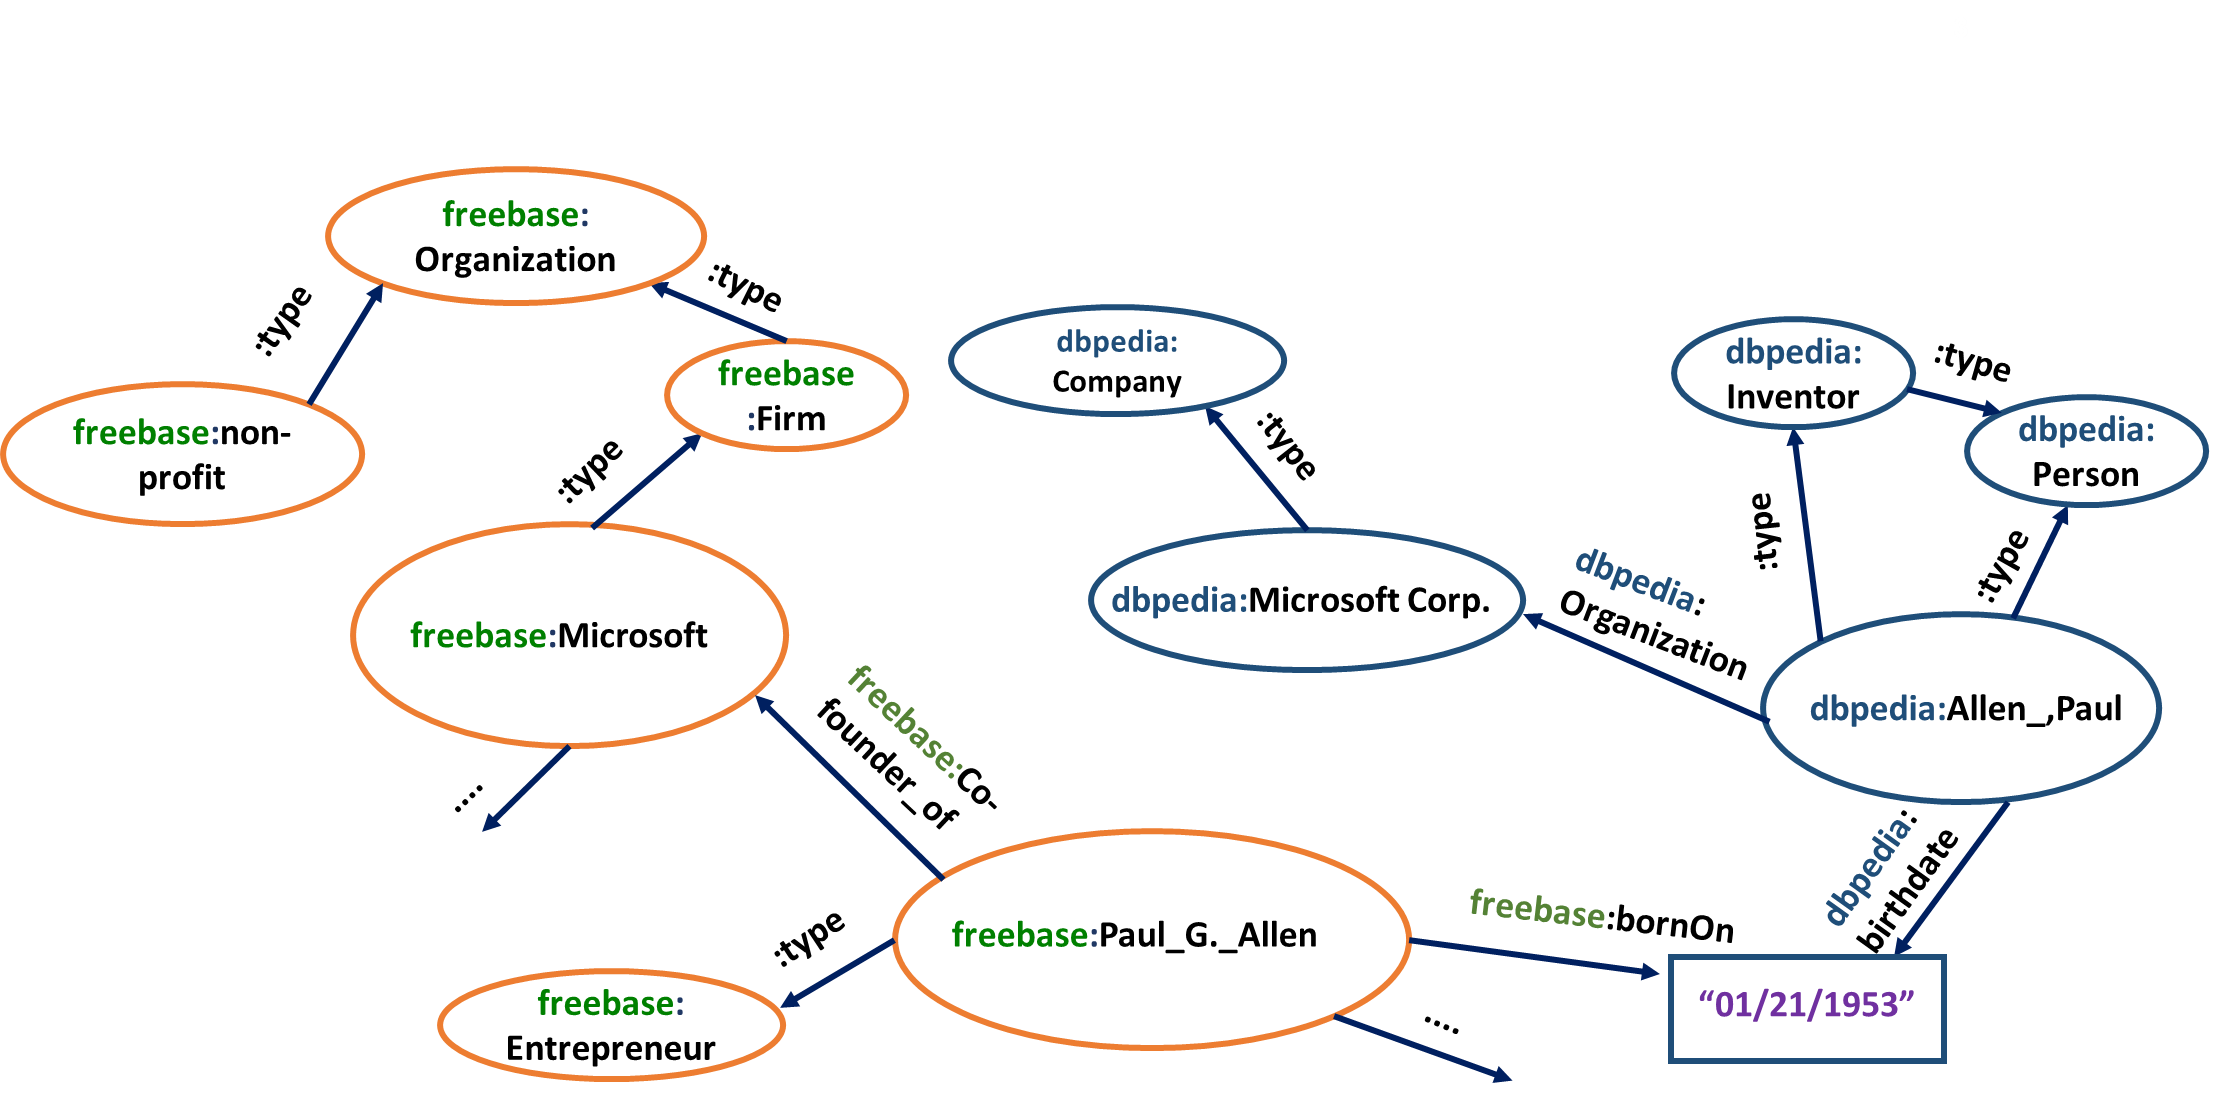 freebase:
Organization
:type
:type
freebase:non-
profit
freebase
:Firm
:type
freebase:Microsoft
....
freebase:Co-
founder_of
dbpedia:
Company
:type
dbpedia:Microsoft Corp.
dbpedia:
Organization
dbpedia:
Inventor
:type
dbpedia:
Person
:type
:type
dbpedia:Allen_,Paul
dbpedia:
birthdate
freebase:Paul_G._Allen
:type
freebase:
Entrepreneur
freebase:bornOn
“01/21/1953”
....